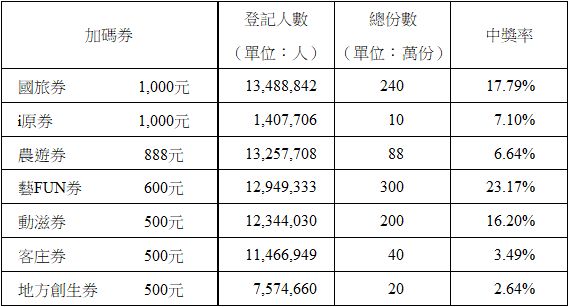 加碼券 登記人數 總份數 中獎率
（單位：人） （單位：萬份）
國旅券 1,000元 13,488,842 240 17.79%
i原券 1,000元 1,407,706 10 7.10%
農遊券 888元 13,257,708 88 6.64%
藝FUN券 600元 12,949,333 300 23.17%
動滋券 500元 12,344,030 200 16.20%
客庄券 500元 11,466,949 40 3.49%
地方創生券 500元 7,574,660 20 2.64%